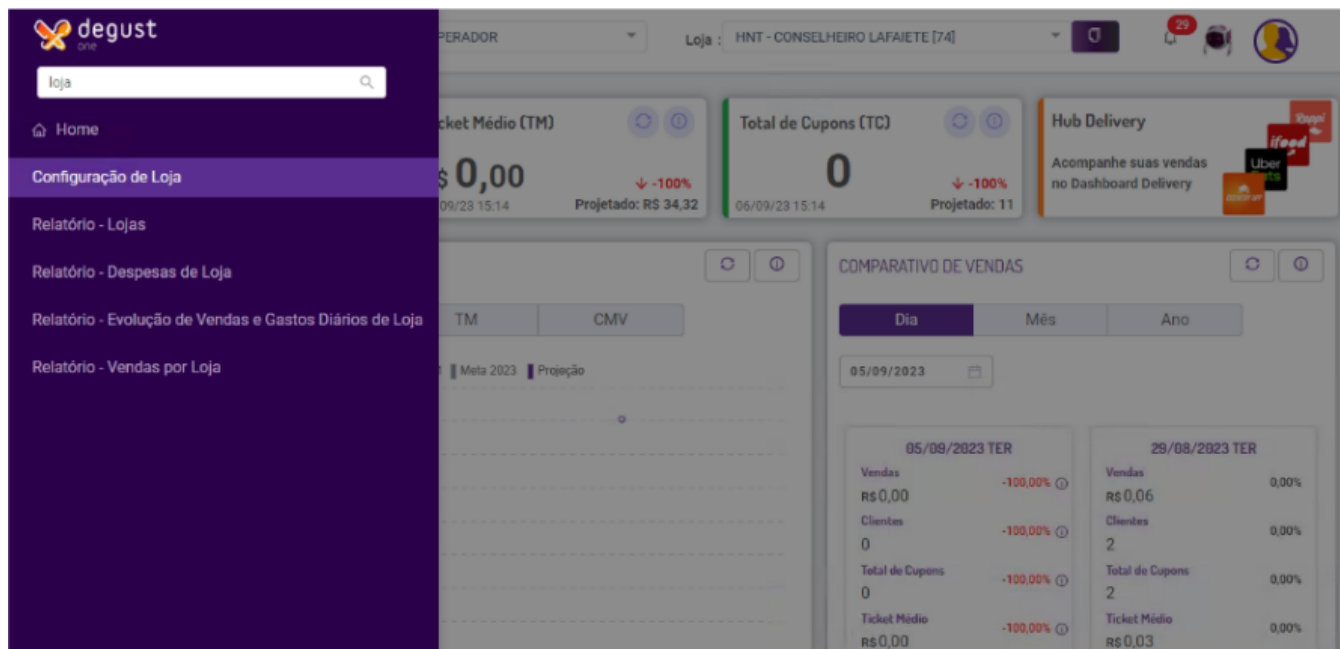 degust
one
loja
Home
Configuração de Loja
Relatório - Lojas
Relatório - Despesas de Loja
Relatório - Evolução de Vendas e Gastos Diários de Loja
Relatório - Vendas por Loja
PERADOR
Loja : HNT - CONSELHEIRO LAFAIETE [74]
29
cket Médio (TM)
$ 0,00
-100%
09/23 15:14
Projetado: R$ 34,32
Total de Cupons (TC)
0
-100%
06/09/23 15:14
Projetado: 11
Hub Delivery
Acompanhe suas vendas
no Dashboard Delivery
Rappi
ifood
Uber
Eats
TM
CMV
Meta 2023
Projeção
COMPARATIVO DE VENDAS
Dia
Mês
Ano
05/09/2023
05/09/2023 TER
Vendas
-100,00%
R$ 0,00
Clientes
-100,00%
0
Total de Cupons
-100,00%
0
Ticket Médio
-100,00%
R$ 0,00
29/08/2023 TER
Vendas
0,00%
R$ 0,06
Clientes
0,00%
2
Total de Cupons
0,00%
2
Ticket Médio
0,00%
R$ 0,03